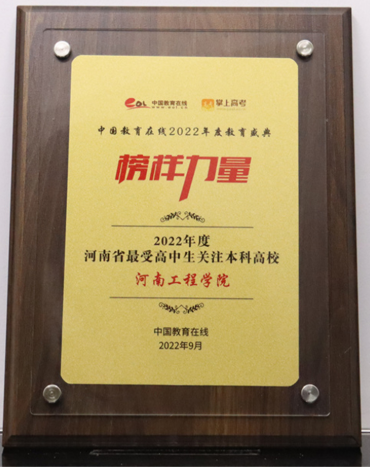 eol 中国教育在线 掌上高考
中国教育在线2022年度教育盛典
榜样力量
2022年度
河南省最受高中生关注本科高校
河南工程学院
中国教育在线
2022年9月